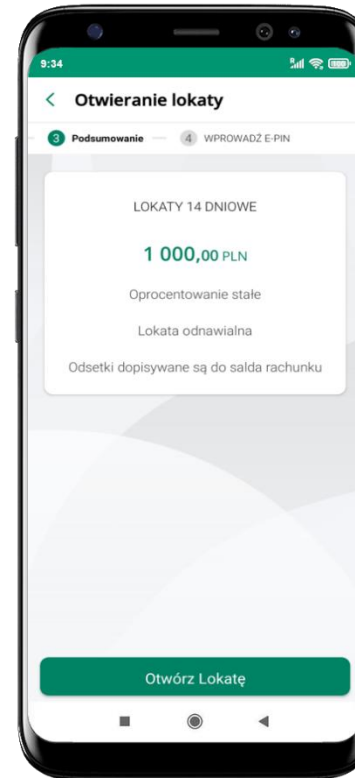 9:34
Otwieranie lokaty
3 Podsumowanie 4 WPROWADŹ E-PIN
LOKATY 14 DNIOWE
1 000,00 PLN
Oprocentowanie stałe
Lokata odnawialna
Odsetki dopisywane są do salda rachunku
Otwórz Lokatę